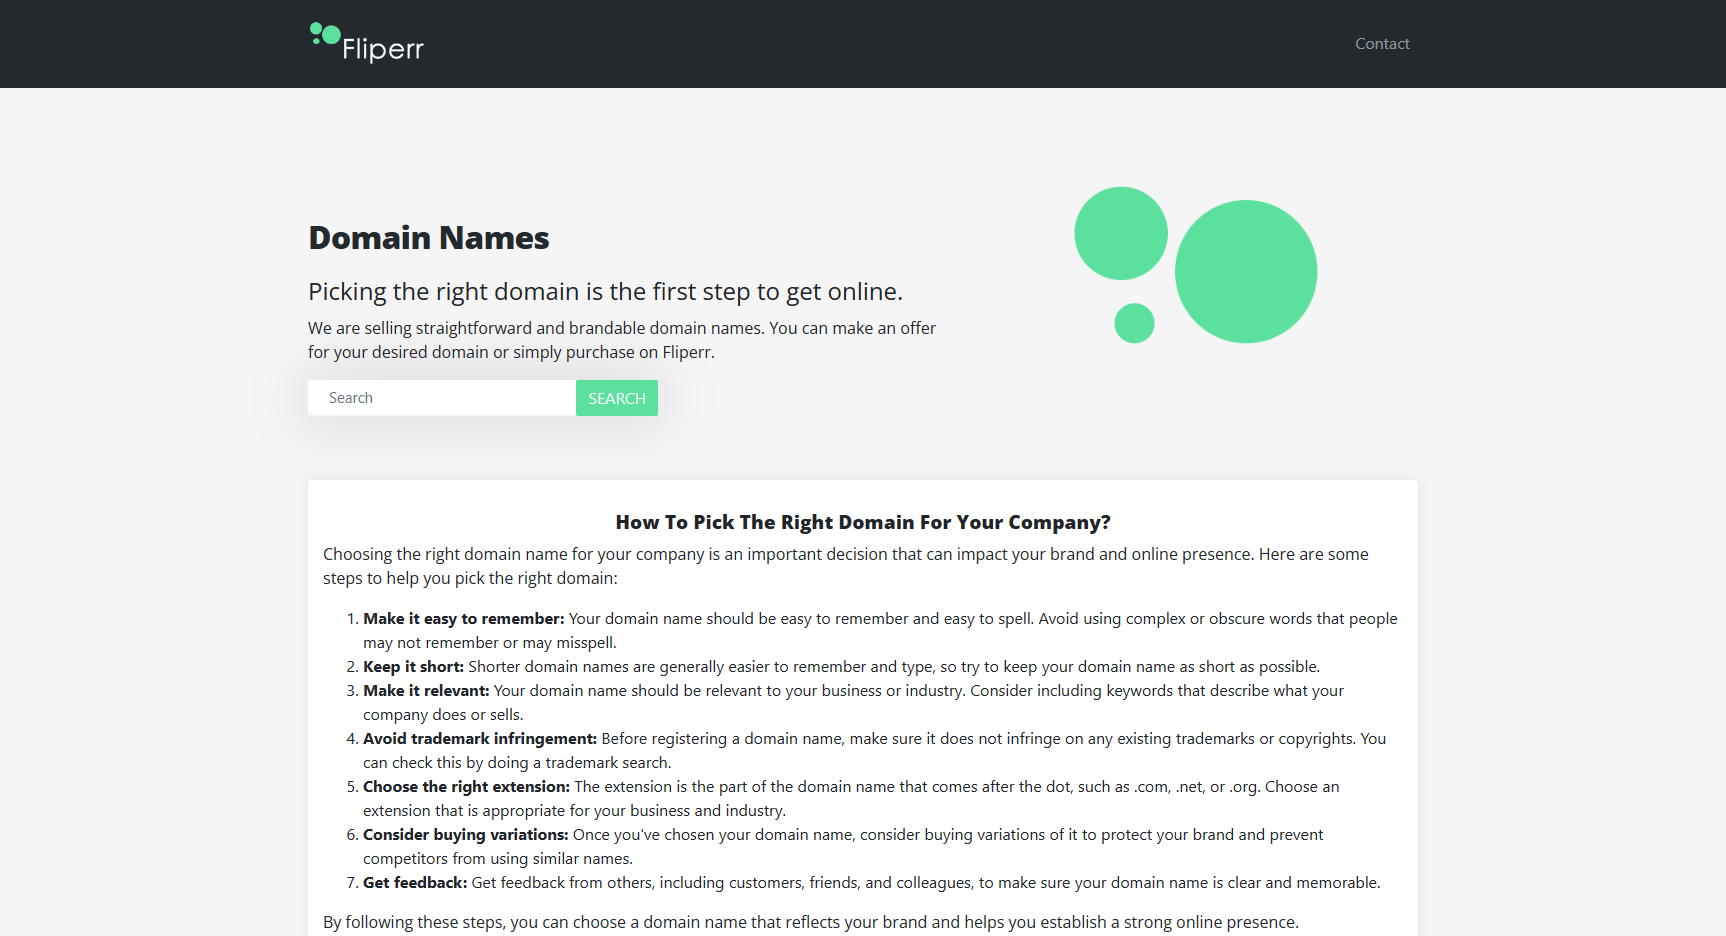 Fliperr
Contact
Domain Names
Picking the right domain is the first step to get online.
We are selling straightforward and brandable domain names. You can make an offer
for your desired domain or simply purchase on Fliperr.
Search
SEARCH
How To Pick The Right Domain For Your Company?
Choosing the right domain name for your company is an important decision that can impact your brand and online presence. Here are some
steps to help you pick the right domain:
1. Make it easy to remember: Your domain name should be easy to remember and easy to spell. Avoid using complex or obscure words that people
may not remember or may misspell.
2. Keep it short: Shorter domain names are generally easier to remember and type, so try to keep your domain name as short as possible.
3. Make it relevant: Your domain name should be relevant to your business or industry. Consider including keywords that describe what your
company does or sells.
4. Avoid trademark infringement: Before registering a domain name, make sure it does not infringe on any existing trademarks or copyrights. You
can check this by doing a trademark search.
5. Choose the right extension: The extension is the part of the domain name that comes after the dot, such as .com, .net, or .org. Choose an
extension that is appropriate for your business and industry.
6. Consider buying variations: Once you've chosen your domain name, consider buying variations of it to protect your brand and prevent
competitors from using similar names.
7. Get feedback: Get feedback from others, including customers, friends, and colleagues, to make sure your domain name is clear and memorable.
By following these steps, you can choose a domain name that reflects your brand and helps you establish a strong online presence.